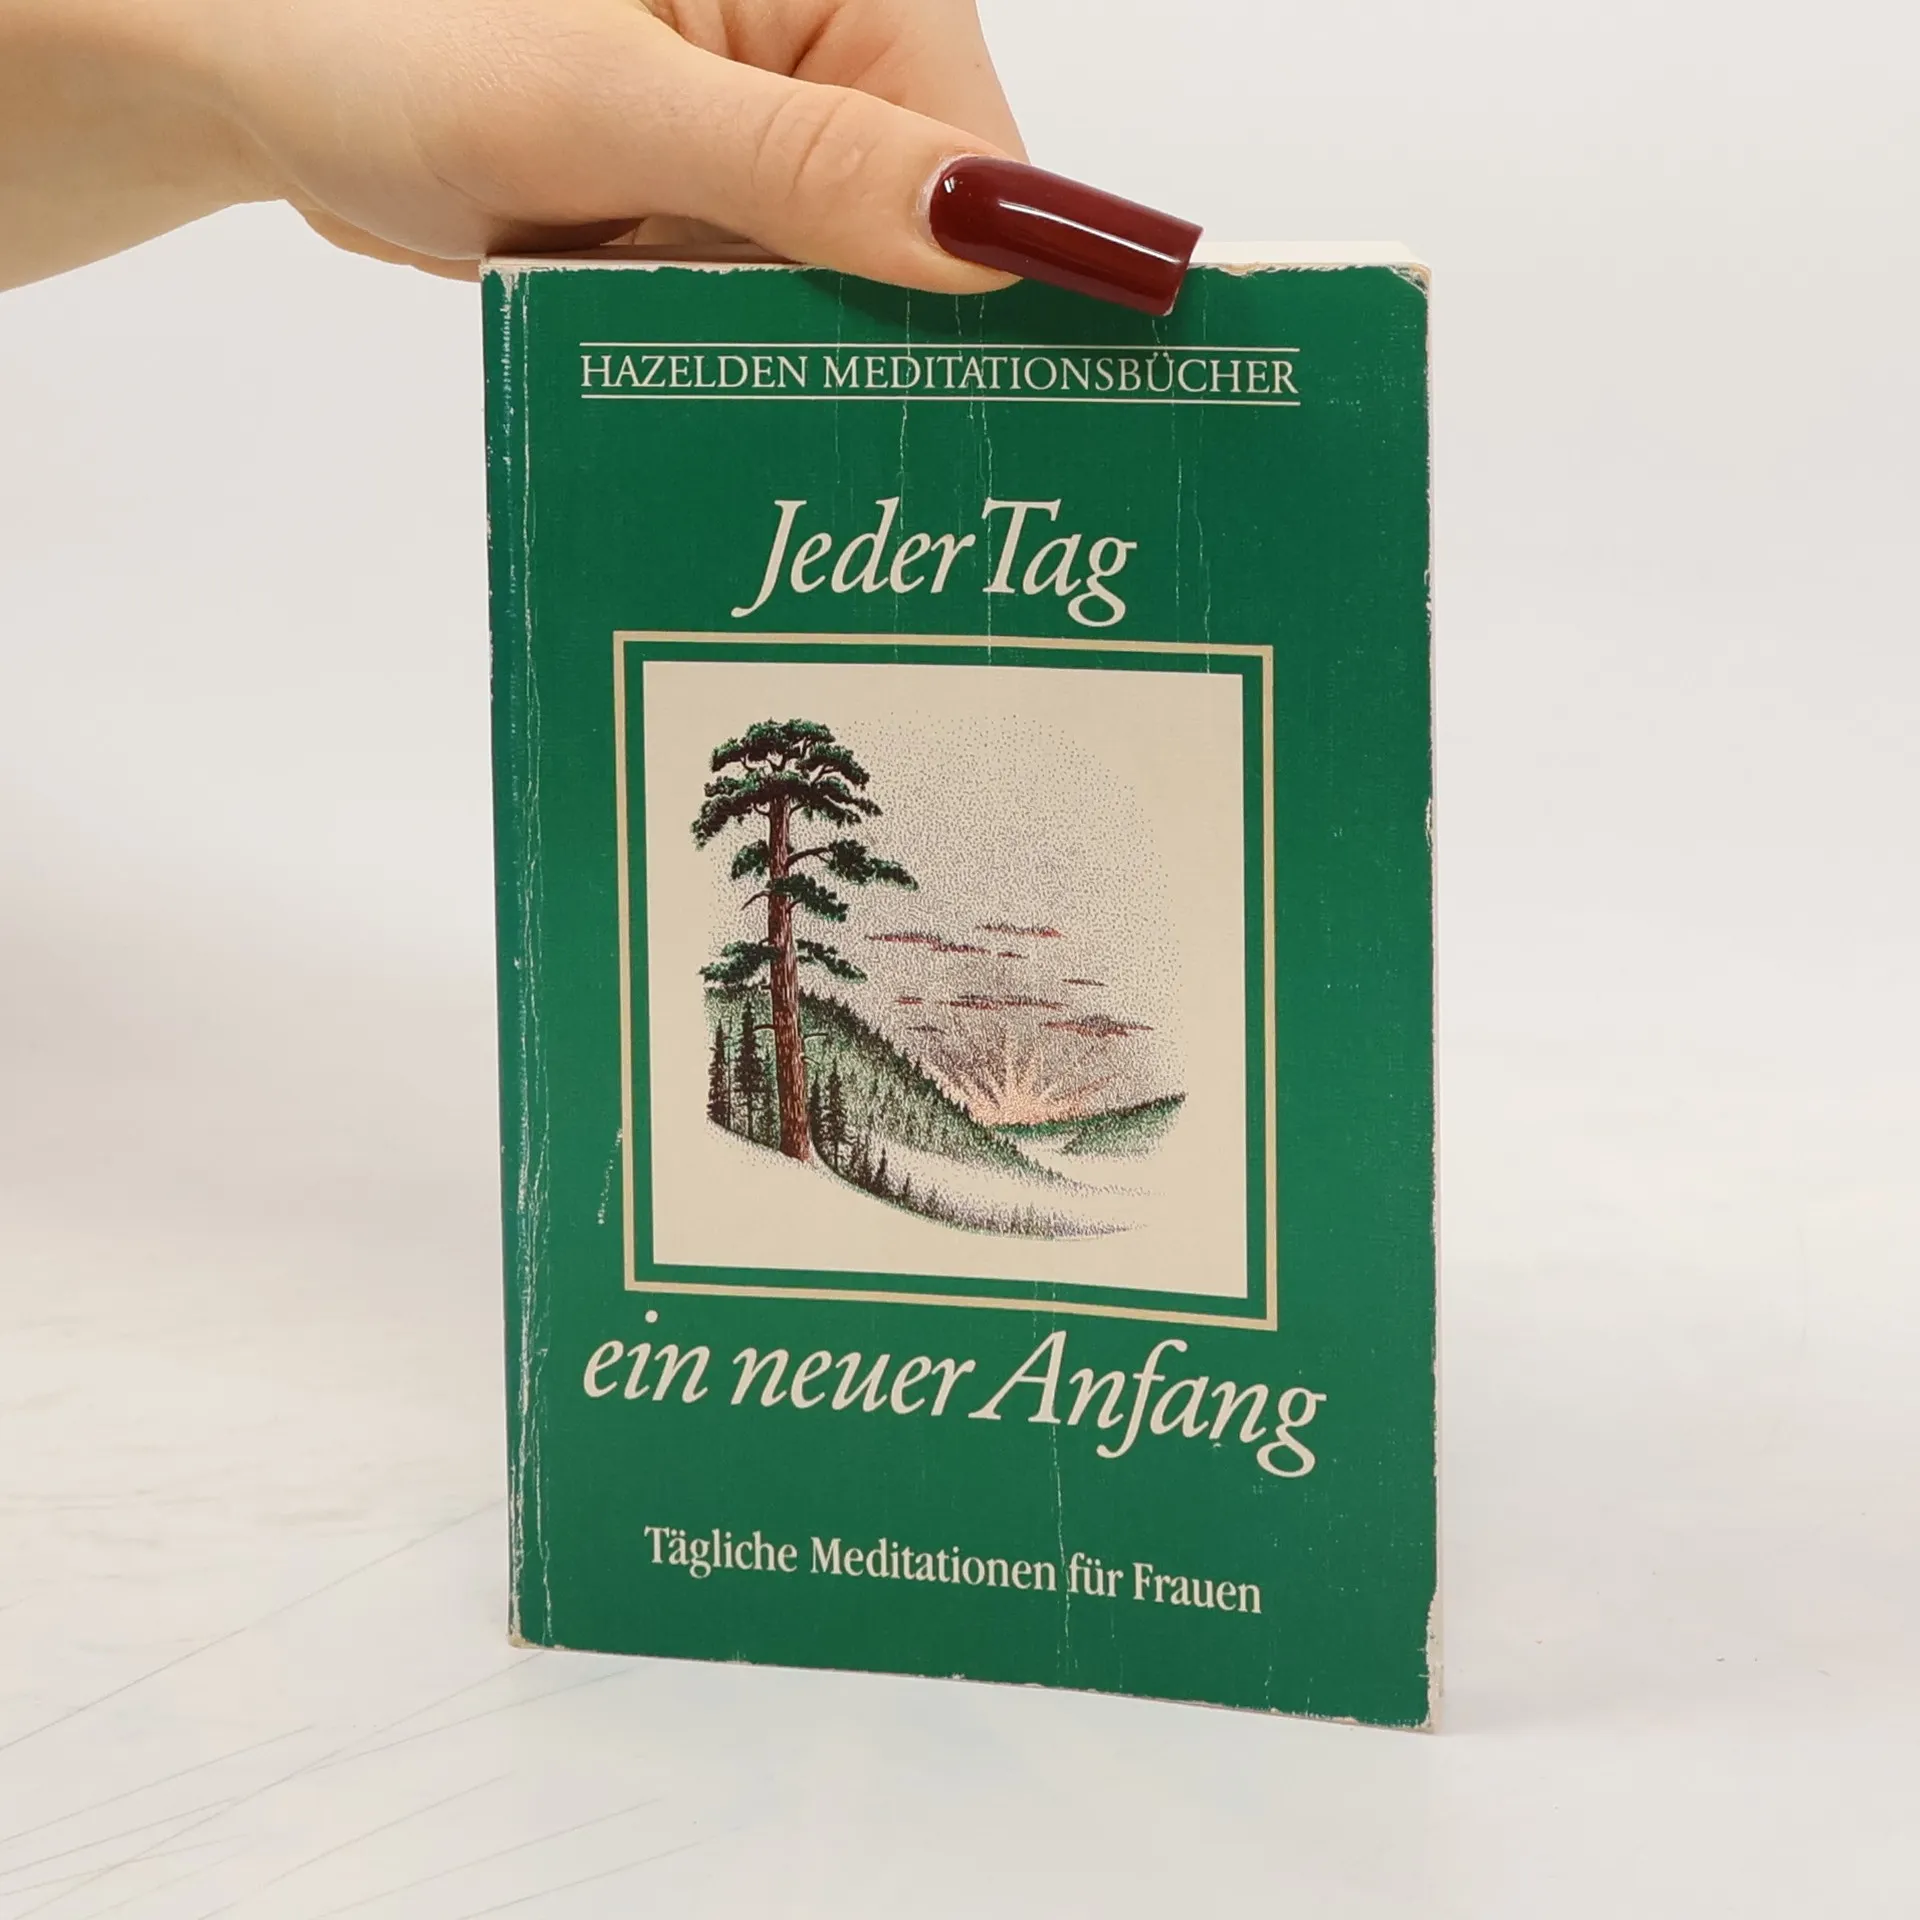 HAZELDEN MEDITATIONSBÜCHER
Jeder Tag
ein neuer Anfang
Tägliche Meditationen für Frauen